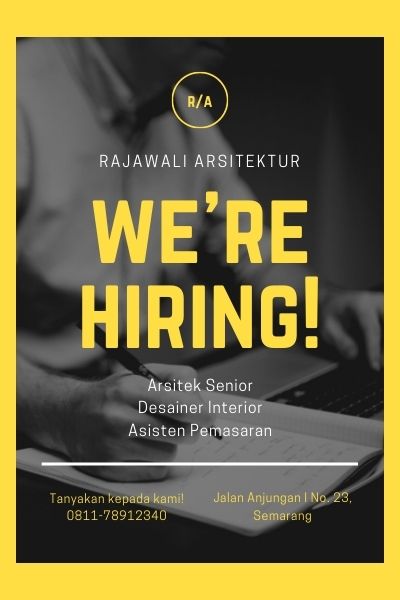 R/A
RAJAWALI ARSITEKTUR
WE'RE
HIRING!
Arsitek Senior
Desainer Interior
Asisten Pemasaran
Tanyakan kepada kami!
0811-78912340
Jalan Anjungan I No. 23,
Semarang